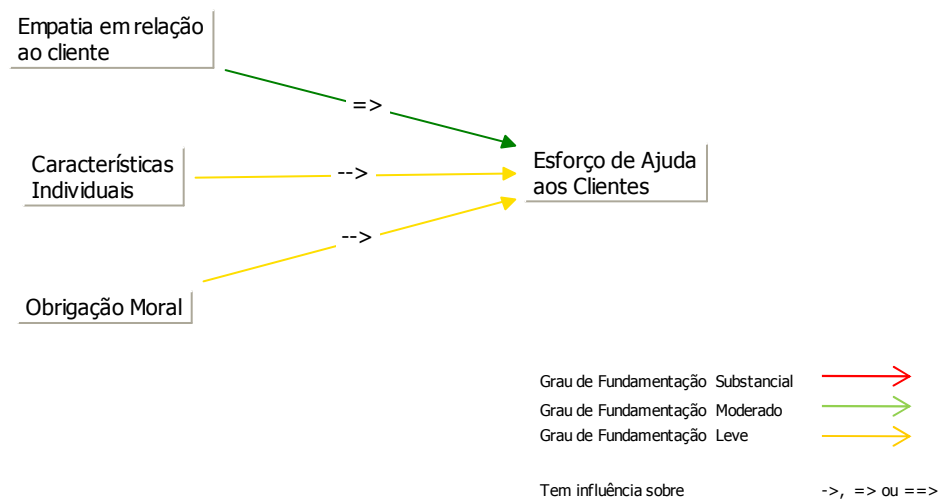 Empatia em relação
ao cliente
=>
Características
Individuais
-->
Esforço de Ajuda
aos Clientes
-->
Obrigação Moral
Grau de Fundamentação Substancial
Grau de Fundamentação Moderado
Grau de Fundamentação Leve
Tem influência sobre ->, => ou ==>